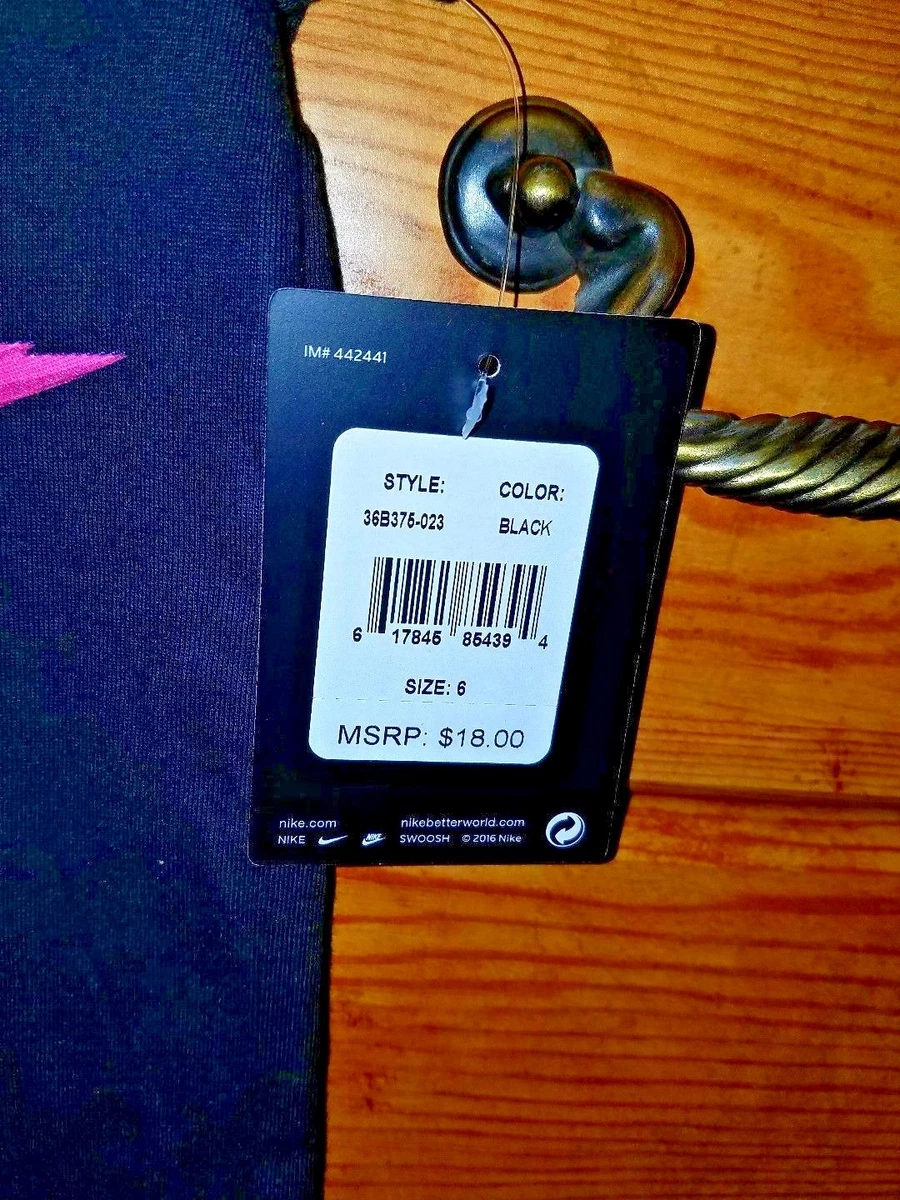 IM# 442441
STYLE: COLOR:
36B375-023 BLACK
6 17845 85439 4
SIZE: 6
MSRP: $18.00
nike.com nikebetterworld.com
NIKE NIKE SWOOSH © 2016 Nike